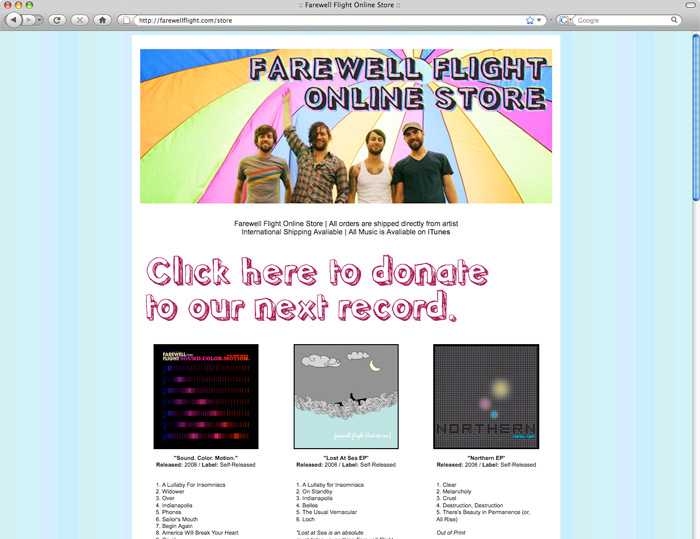 :: Farewell Flight Online Store ::
http://farewellflight.com/store
Google
FAREWELL FLIGHT
ONLINE STORE
Farewell Flight Online Store | All orders are shipped directly from artist
International Shipping Avaliable | All Music is Avaliable on iTunes
Click here to donate
to our next record.
FAREWELL
FLIGHT SOUND.COLOR.MOTION.
farewell flight (lost at sea)
NORTHERN
"Sound. Color. Motion."
Released: 2008 / Label: Self-Released
"Lost At Sea EP"
Released: 2006 / Label: Self-Released
"Northern EP"
Released: 2008 / Label: Self-Released
1. A Lullaby For Insomniacs
2. Widower
3. Over
4. Indianapolis
5. Phones
6. Sailor's Mouth
7. Begin Again
8. America Will Break Your Heart
1. A Lullaby for Insomniacs
2. On Standby
3. Indianapolis
4. Belles
5. The Usual Vernacular
6. Loch
"Lost at Sea is an absolute
1. Clear
2. Melancholy
3. Cruel
4. Destruction, Destruction
5. There's Beauty in Permanence (or,
All Rise)
Out of Print